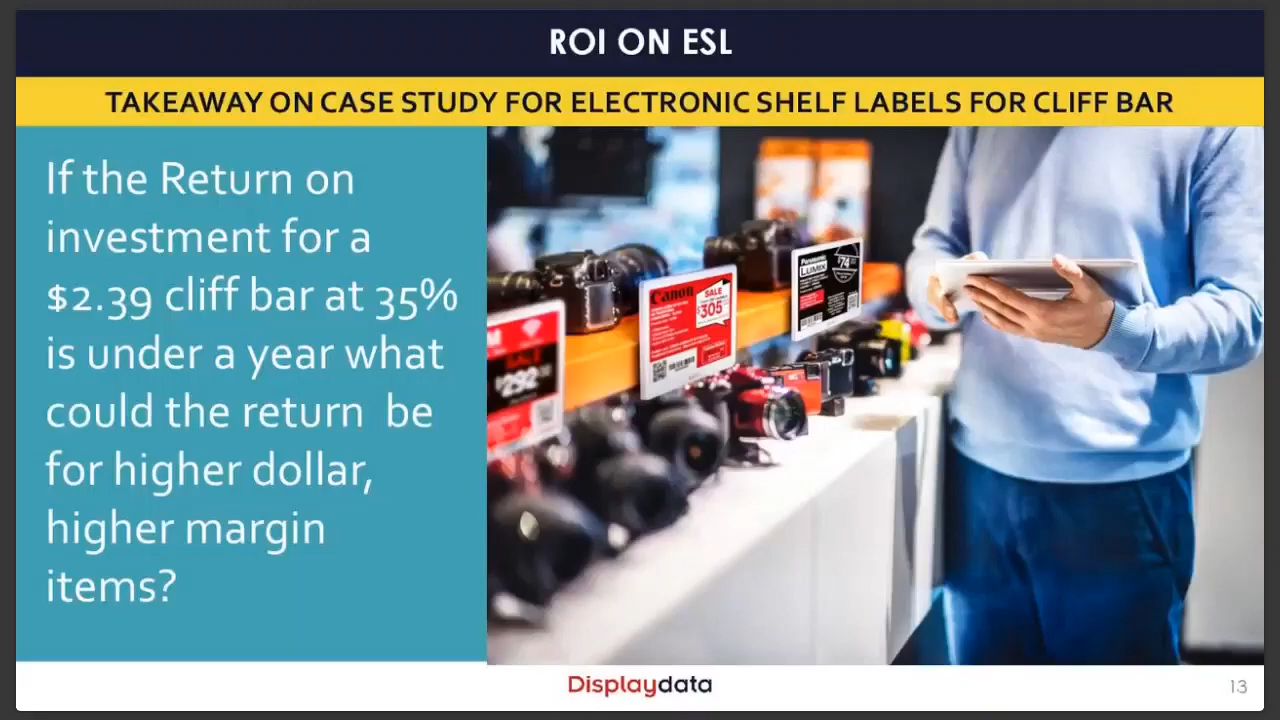 ROI ON ESL
TAKEAWAY ON CASE STUDY FOR ELECTRONIC SHELF LABELS FOR CLIFF BAR
If the Return on
investment for a
$2.39 cliff bar at 35%
is under a year what
could the return be
for higher dollar,
higher margin
items?
292
Canon
SALE
$305
Panasonic
LUMIX
$74
Displaydata
13